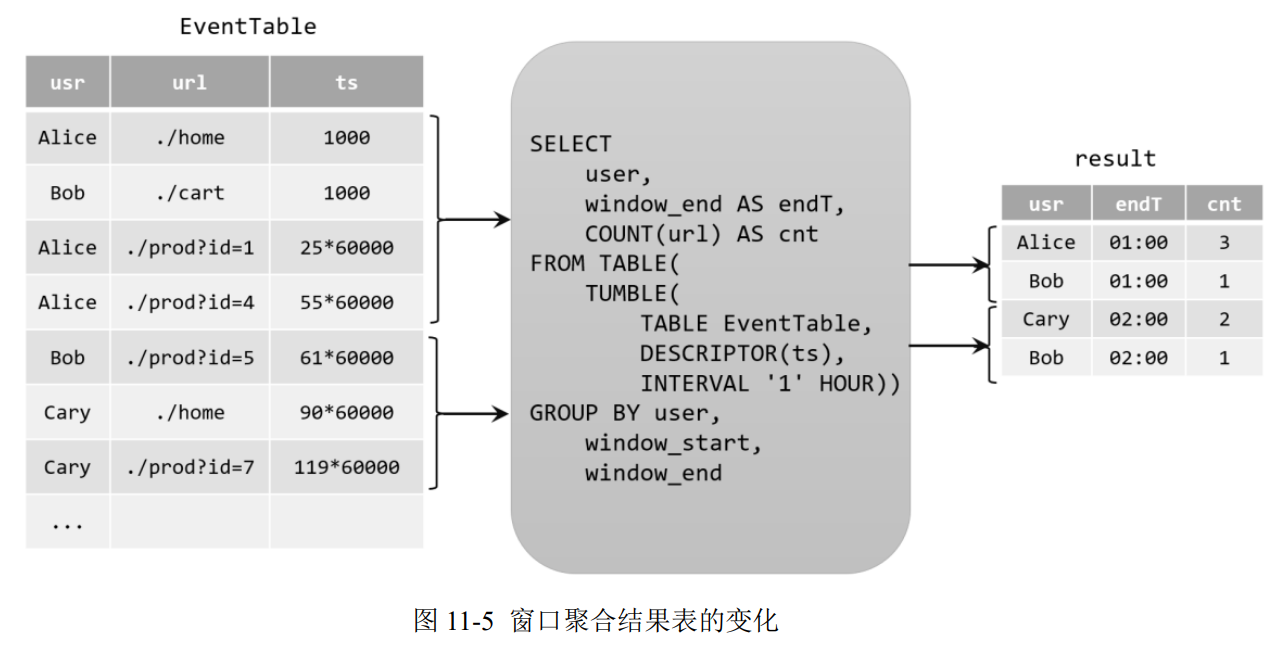 EventTable
usr url ts
Alice ./home 1000
Bob ./cart 1000
Alice ./prod?id=1 25*60000
Alice ./prod?id=4 55*60000
Bob ./prod?id=5 61*60000
Cary ./home 90*60000
Cary ./prod?id=7 119*60000
...
SELECT
user,
window_end AS endT,
COUNT(url) AS cnt
FROM TABLE(
TUMBLE(
TABLE EventTable,
DESCRIPTOR(ts),
INTERVAL '1' HOUR))
GROUP BY user,
window_start,
window_end
result
usr endT cnt
Alice 01:00 3
Bob 01:00 1
Cary 02:00 2
Bob 02:00 1
图 11-5 窗口聚合结果表的变化